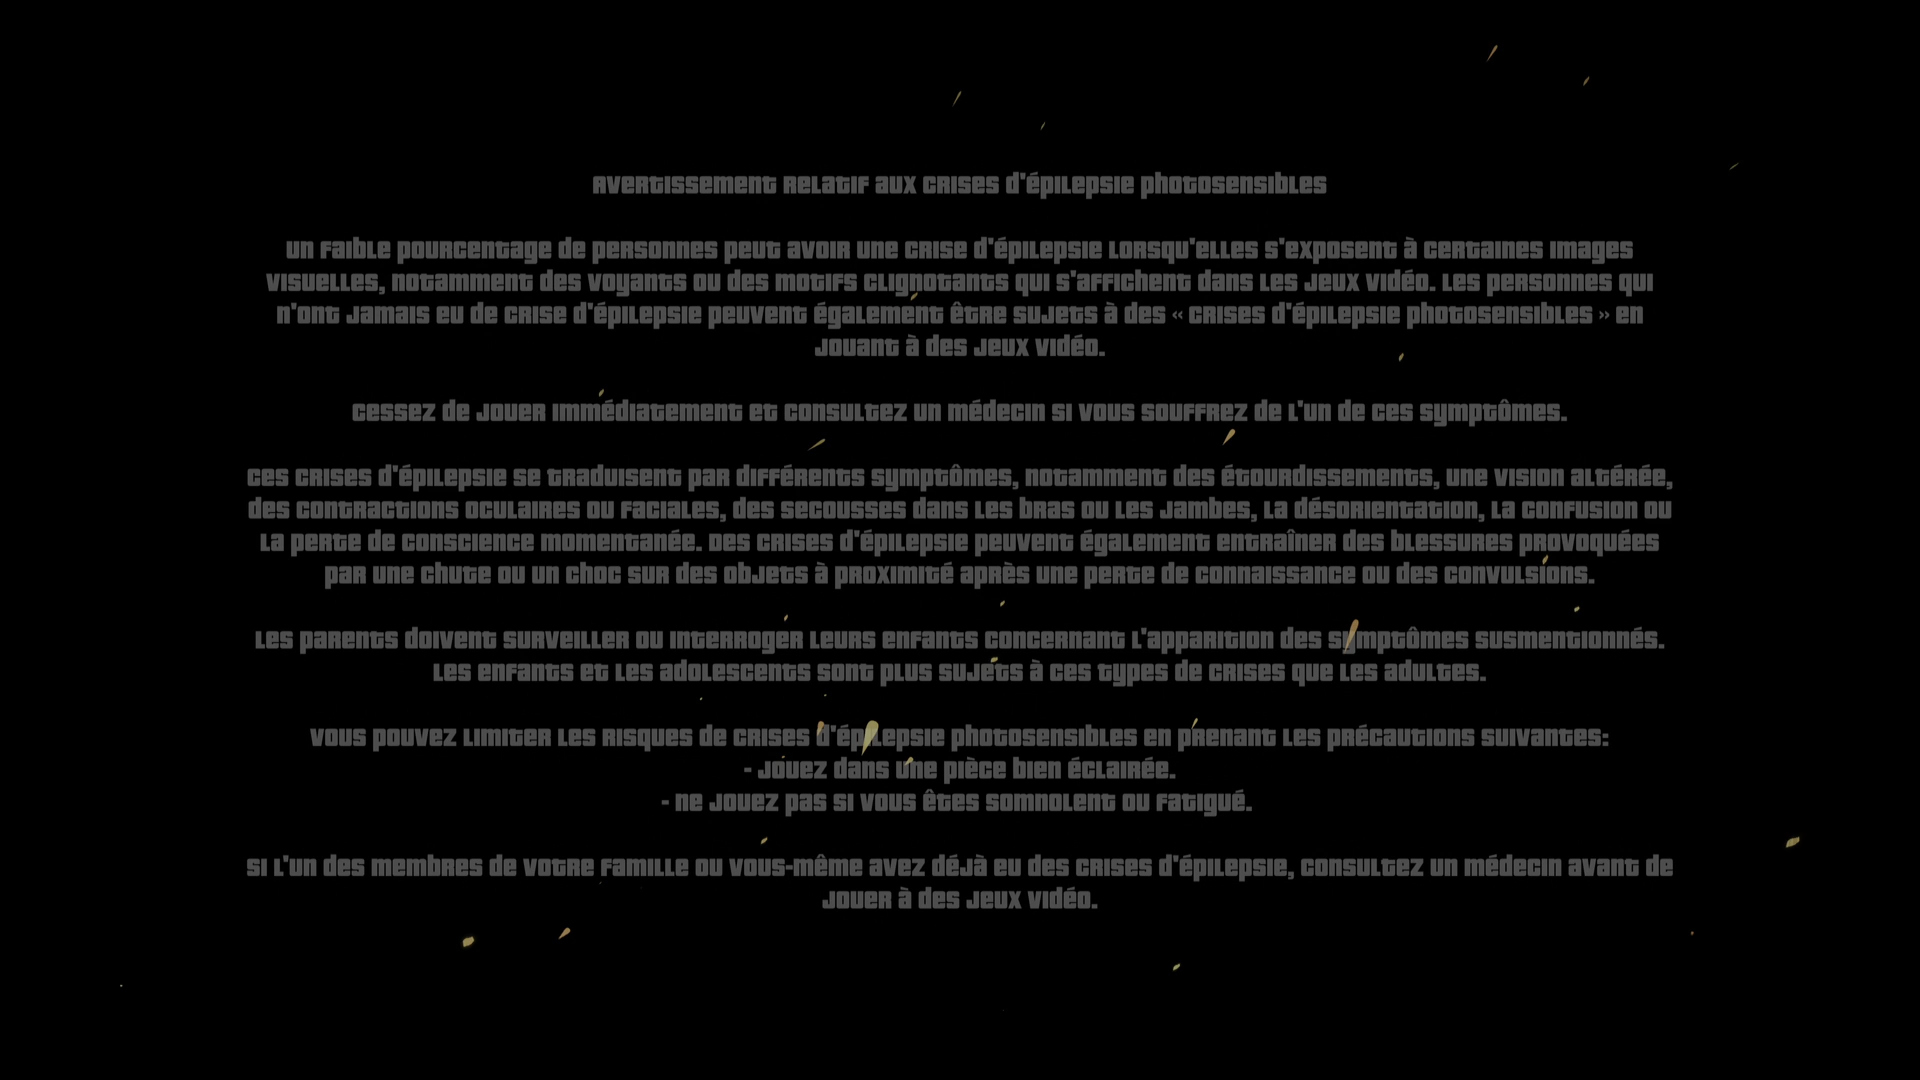 Avertissement relatif aux crises d'épilepsie photosensibles
Un faible pourcentage de personnes peut avoir une crise d'épilepsie lorsqu'elles s'exposent à certaines images
visuelles, notamment des voyants ou des motifs clignotants qui s'affichent dans les jeux vidéo. Les personnes qui
n'ont jamais eu de crise d'épilepsie peuvent également être sujets à des « crises d'épilepsie photosensibles » en
jouant à des jeux vidéo.
Cessez de jouer immédiatement et consultez un médecin si vous souffrez de l'un de ces symptômes.
Ces crises d'épilepsie se traduisent par différents symptômes, notamment des étourdissements, une vision altérée,
des contractions oculaires ou faciales, des secousses dans les bras ou les jambes, la désorientation, la confusion ou
la perte de conscience momentanée. Des crises d'épilepsie peuvent également entraîner des blessures provoquées
par une chute ou un choc sur des objets à proximité après une perte de connaissance ou des convulsions.
Les parents doivent surveiller ou interroger leurs enfants concernant l'apparition des symptômes susmentionnés.
Les enfants et les adolescents sont plus sujets à ces types de crises que les adultes.
Vous pouvez limiter les risques de crises d'épilepsie photosensibles en prenant les précautions suivantes:
- Jouez dans une pièce bien éclairée.
- Ne jouez pas si vous êtes somnolent ou fatigué.
Si l'un des membres de votre famille ou vous-même avez déjà eu des crises d'épilepsie, consultez un médecin avant de
jouer à des jeux vidéo.